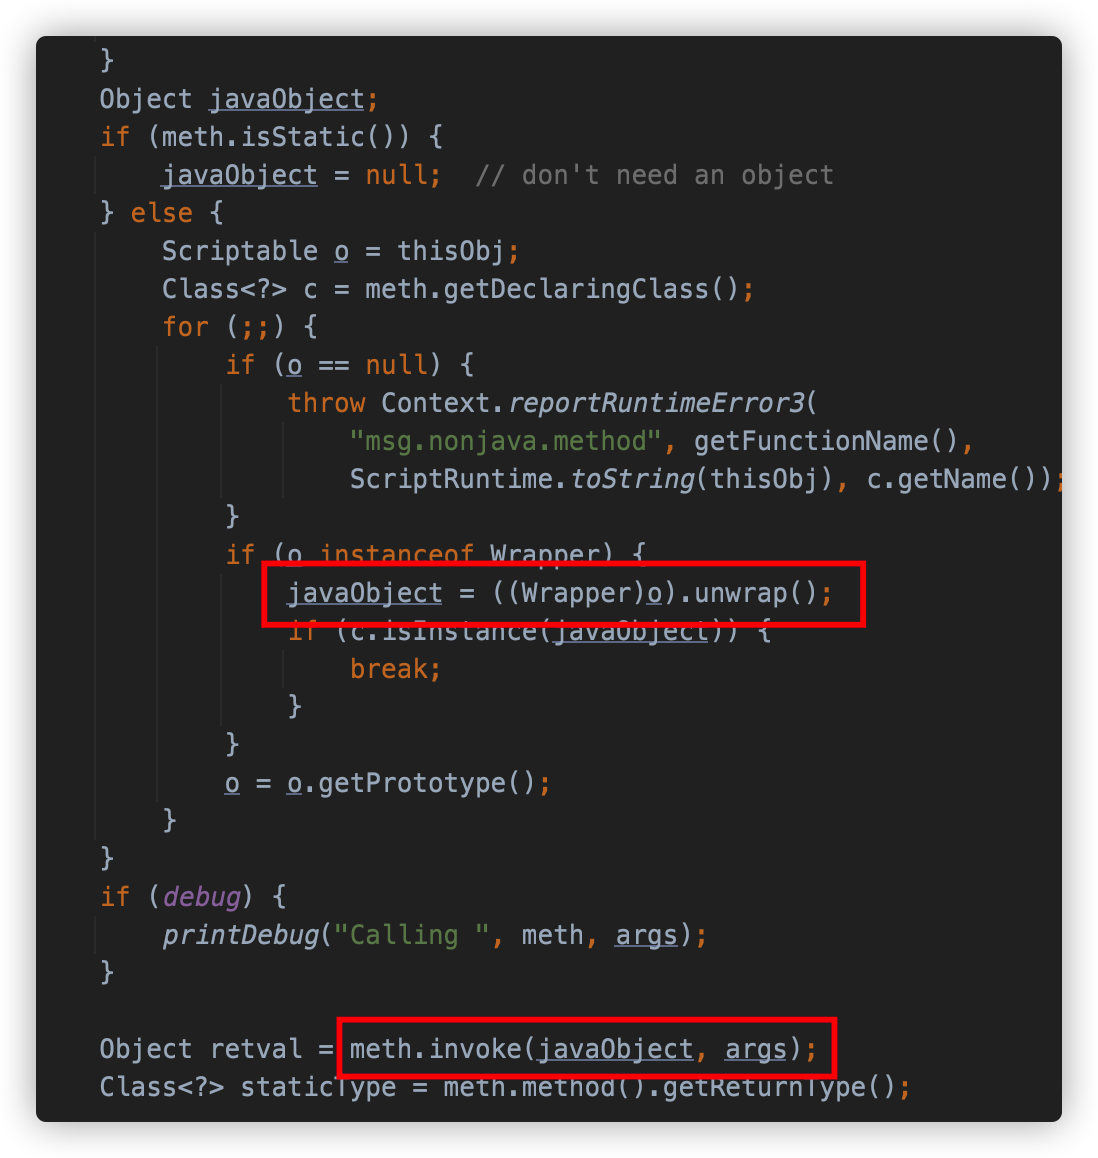 }
Object javaObject;
if (meth.isStatic()) {
javaObject = null;  // don't need an object
} else {
Scriptable o = thisObj;
Class<?> c = meth.getDeclaringClass();
for (;;) {
if (o == null) {
throw Context.reportRuntimeError3(
"msg.nonjava.method", getFunctionName(),
ScriptRuntime.toString(thisObj), c.getName());
}
if (o instanceof Wrapper) {
javaObject = ((Wrapper)o).unwrap();
if (c.isInstance(javaObject)) {
break;
}
}
o = o.getPrototype();
}
}
if (debug) {
printDebug("Calling ", meth, args);
}
Object retval = meth.invoke(javaObject, args);
Class<?> staticType = meth.method().getReturnType();